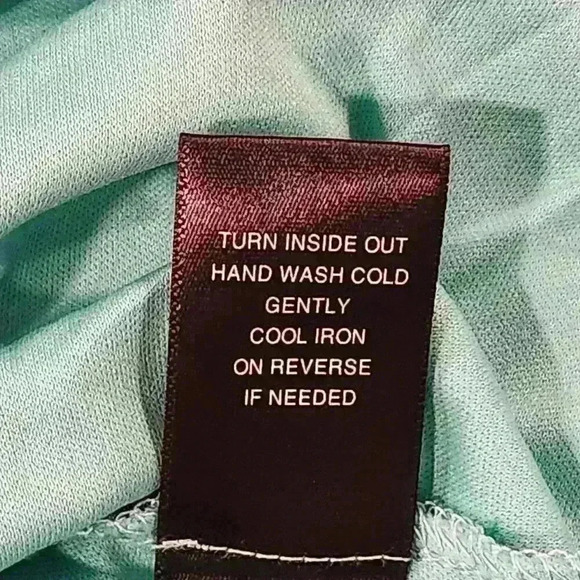 TURN INSIDE OUT
HAND WASH COLD
GENTLY
COOL IRON
ON REVERSE
IF NEEDED